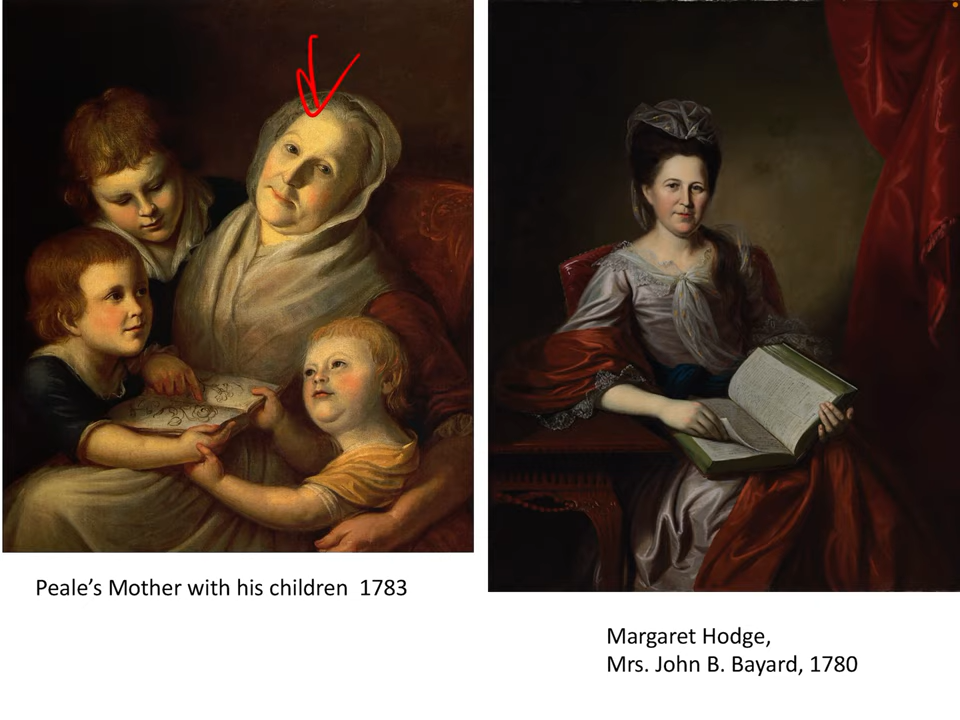 Peale’s Mother with his children  1783
Margaret Hodge,
Mrs. John B. Bayard, 1780